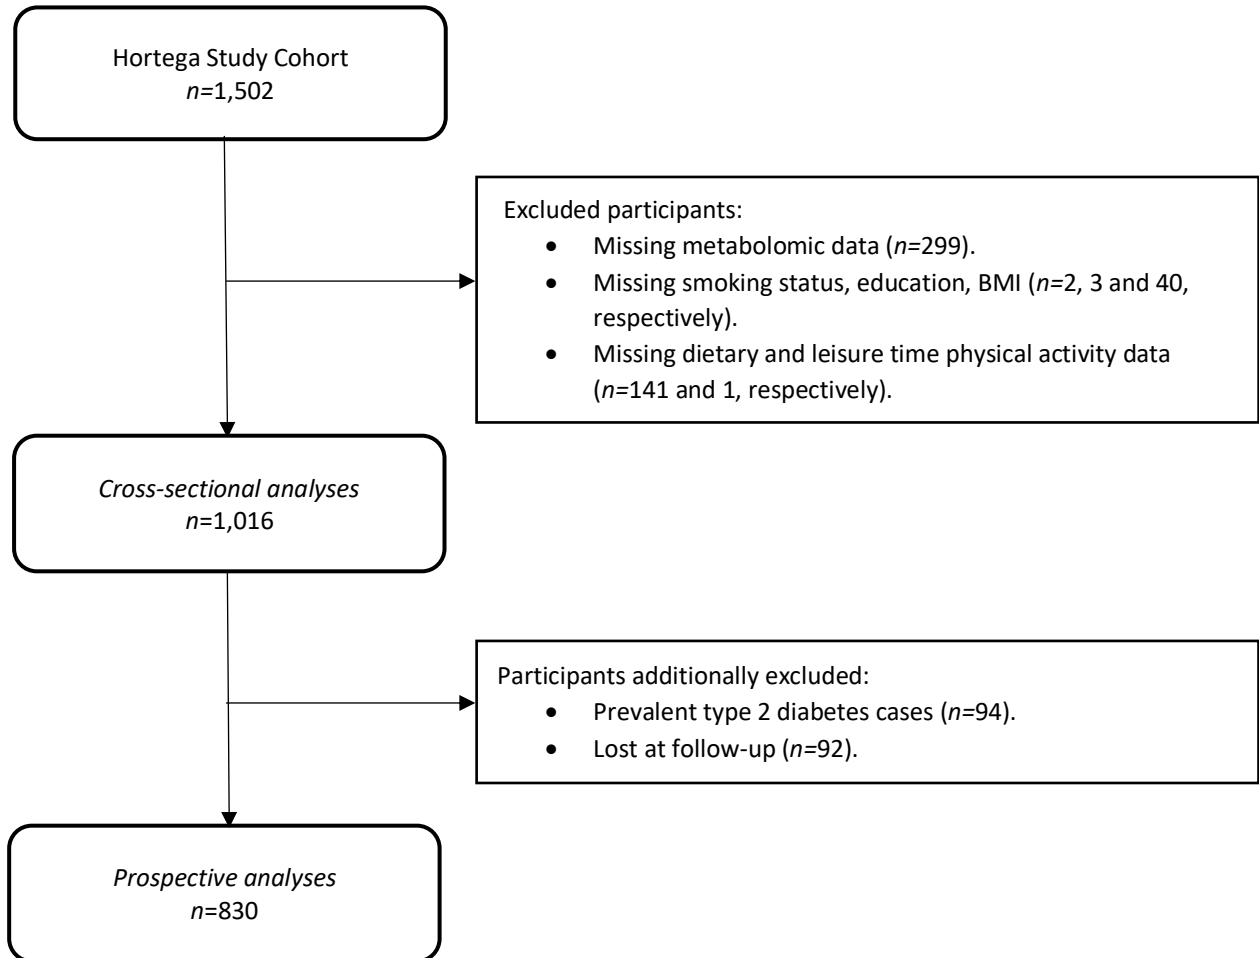 Hortega Study Cohort
n=1,502
Excluded participants:
• Missing metabolomic data (n=299).
• Missing smoking status, education, BMI (n=2, 3 and 40,
respectively).
• Missing dietary and leisure time physical activity data
(n=141 and 1, respectively).
Cross-sectional analyses
n=1,016
Participants additionally excluded:
• Prevalent type 2 diabetes cases (n=94).
• Lost at follow-up (n=92).
Prospective analyses
n=830